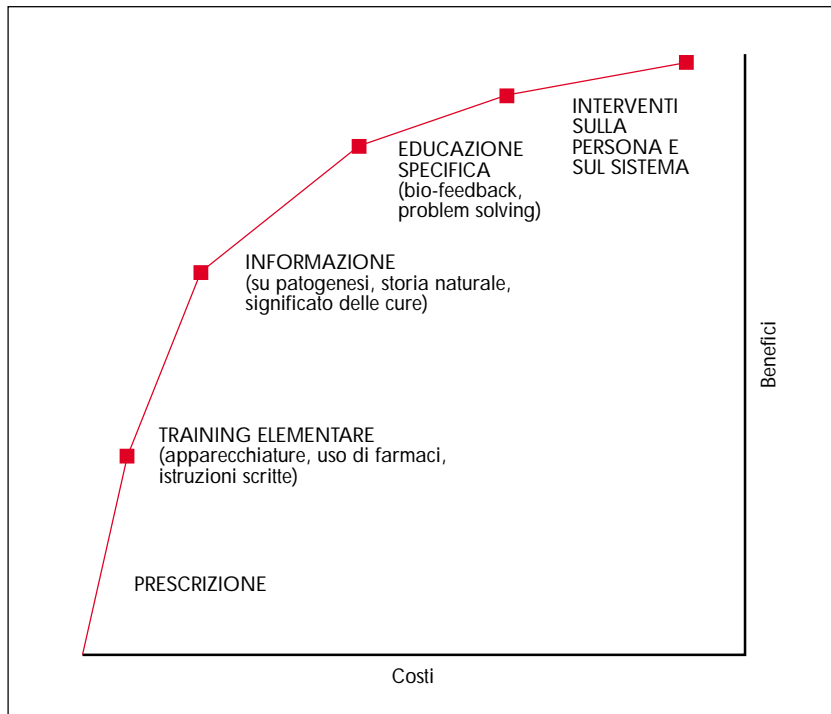 INTERVENTI
SULLA
PERSONA E
SUL SISTEMA
EDUCAZIONE
SPECIFICA
(bio-feedback,
problem solving)
INFORMAZIONE
(su patogenesi, storia naturale,
significato delle cure)
TRAINING ELEMENTARE
(apparecchiature, uso di farmaci,
istruzioni scritte)
PRESCRIZIONE
Benefici
Costi